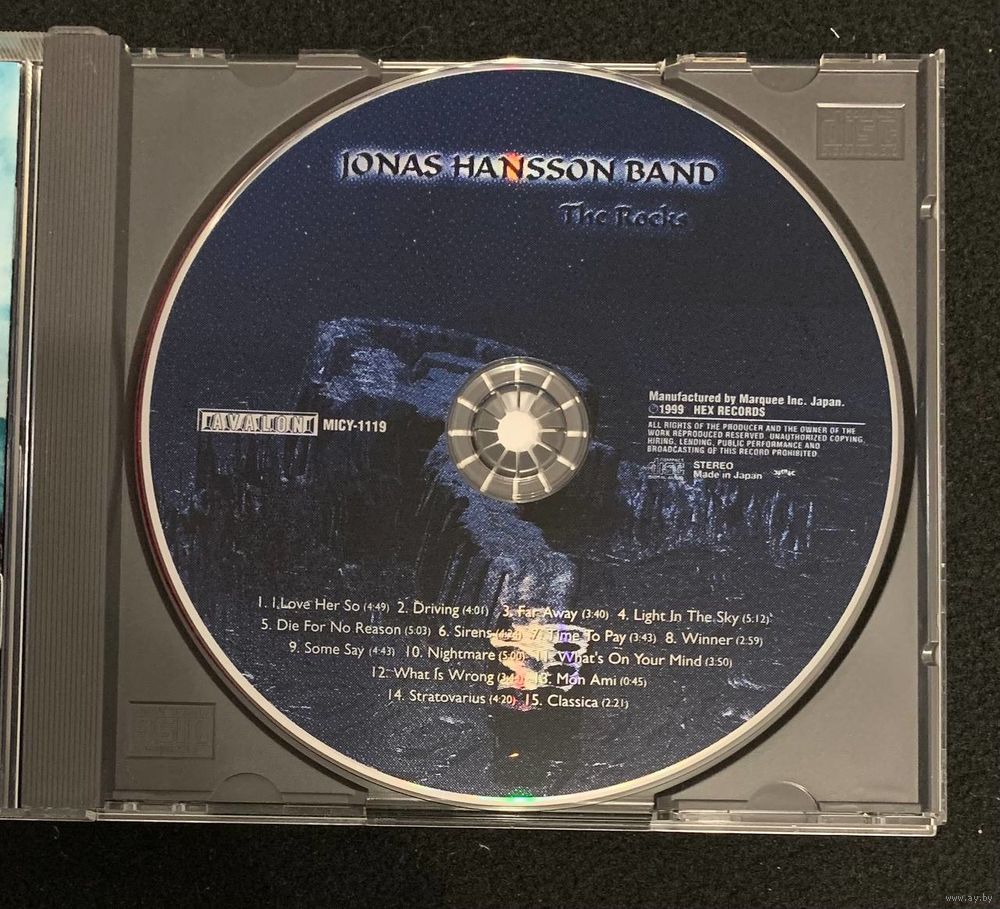 JONAS HANSSON BAND
The Rocks
AVALON MICY-1119
Manufactured by Marquee Inc. Japan.
Ⓟ©1999 HEX RECORDS
ALL RIGHTS OF THE PRODUCER AND THE OWNER OF THE
WORK REPRODUCED RESERVED. UNAUTHORIZED COPYING,
HIRING, LENDING, PUBLIC PERFORMANCE AND
BROADCASTING OF THIS RECORD PROHIBITED.
STEREO
Made in Japan
1. I Love Her So (4:49) 2. Driving (4:01) 3. Far Away (3:40) 4. Light In The Sky (5:12)
5. Die For No Reason (5:03) 6. Sirens 7. Time To Pay (3:43) 8. Winner (2:59)
9. Some Say (4:43) 10. Nightmare (5:00) 11. What's On Your Mind (3:50)
12. What Is Wrong 13. Mon Ami (0:45)
14. Stratovarius (4:20) 15. Classica (2:21)
www.ay.by